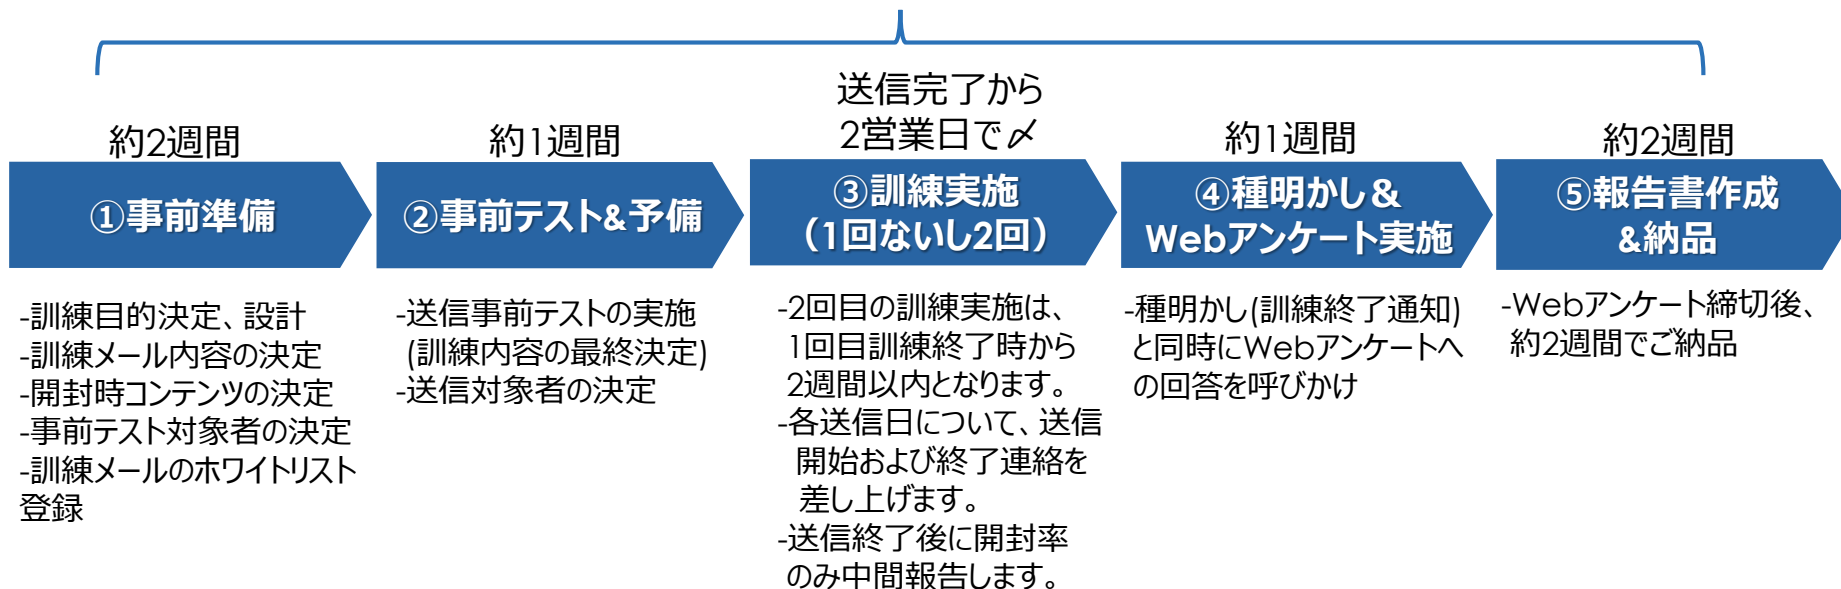 約2週間
①事前準備
-訓練目的決定、設計
-訓練メール内容の決定
-開封時コンテンツの決定
-事前テスト対象者の決定
-訓練メールのホワイトリスト
登録
約1週間
②事前テスト&予備
-送信事前テストの実施
(訓練内容の最終決定)
-送信対象者の決定
送信完了から
2営業日で〆
③訓練実施
（1回ないし2回）
-2回目の訓練実施は、
1回目訓練終了時から
2週間以内となります。
-各送信日について、送信
開始および終了連絡を
差し上げます。
-送信終了後に開封率
のみ中間報告します。
約1週間
④種明かし＆
Webアンケート実施
-種明かし(訓練終了通知)
と同時にWebアンケートへ
の回答を呼びかけ
約2週間
⑤報告書作成
&納品
-Webアンケート締切後、
約2週間でご納品